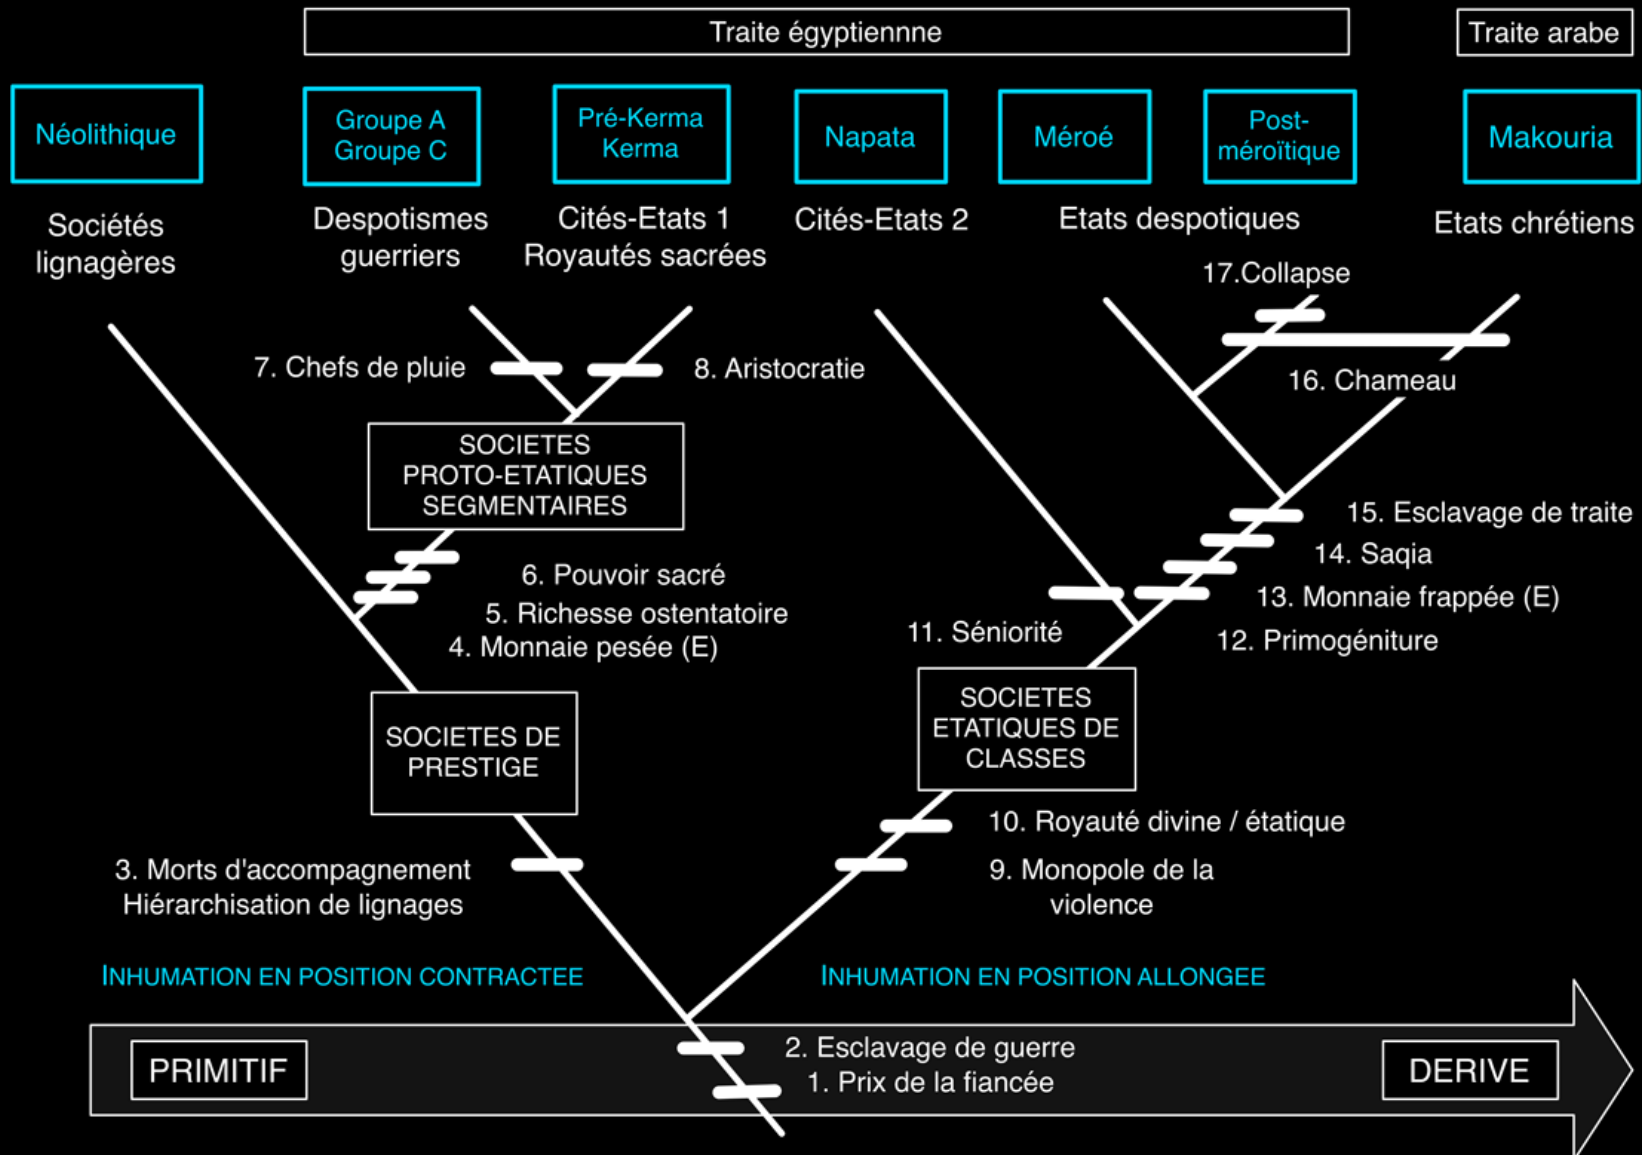 Traite égyptiennne
Traite arabe
Néolithique
Groupe A
Groupe C
Pré-Kerma
Kerma
Napata
Méroé
Post-
méroïtique
Makouria
Sociétés
lignagères
Despotismes
guerriers
Cités-Etats 1
Royautés sacrées
Cités-Etats 2
Etats despotiques
Etats chrétiens
17.Collapse
7. Chefs de pluie
8. Aristocratie
16. Chameau
SOCIETES
PROTO-ETATIQUES
SEGMENTAIRES
15. Esclavage de traite
14. Saqia
13. Monnaie frappée (E)
12. Primogéniture
6. Pouvoir sacré
5. Richesse ostentatoire
4. Monnaie pesée (E)
11. Séniorité
SOCIETES DE
PRESTIGE
SOCIETES
ETATIQUES DE
CLASSES
10. Royauté divine / étatique
9. Monopole de la
violence
3. Morts d'accompagnement
Hiérarchisation de lignages
INHUMATION EN POSITION CONTRACTEE
INHUMATION EN POSITION ALLONGEE
PRIMITIF
2. Esclavage de guerre
1. Prix de la fiancée
DERIVE